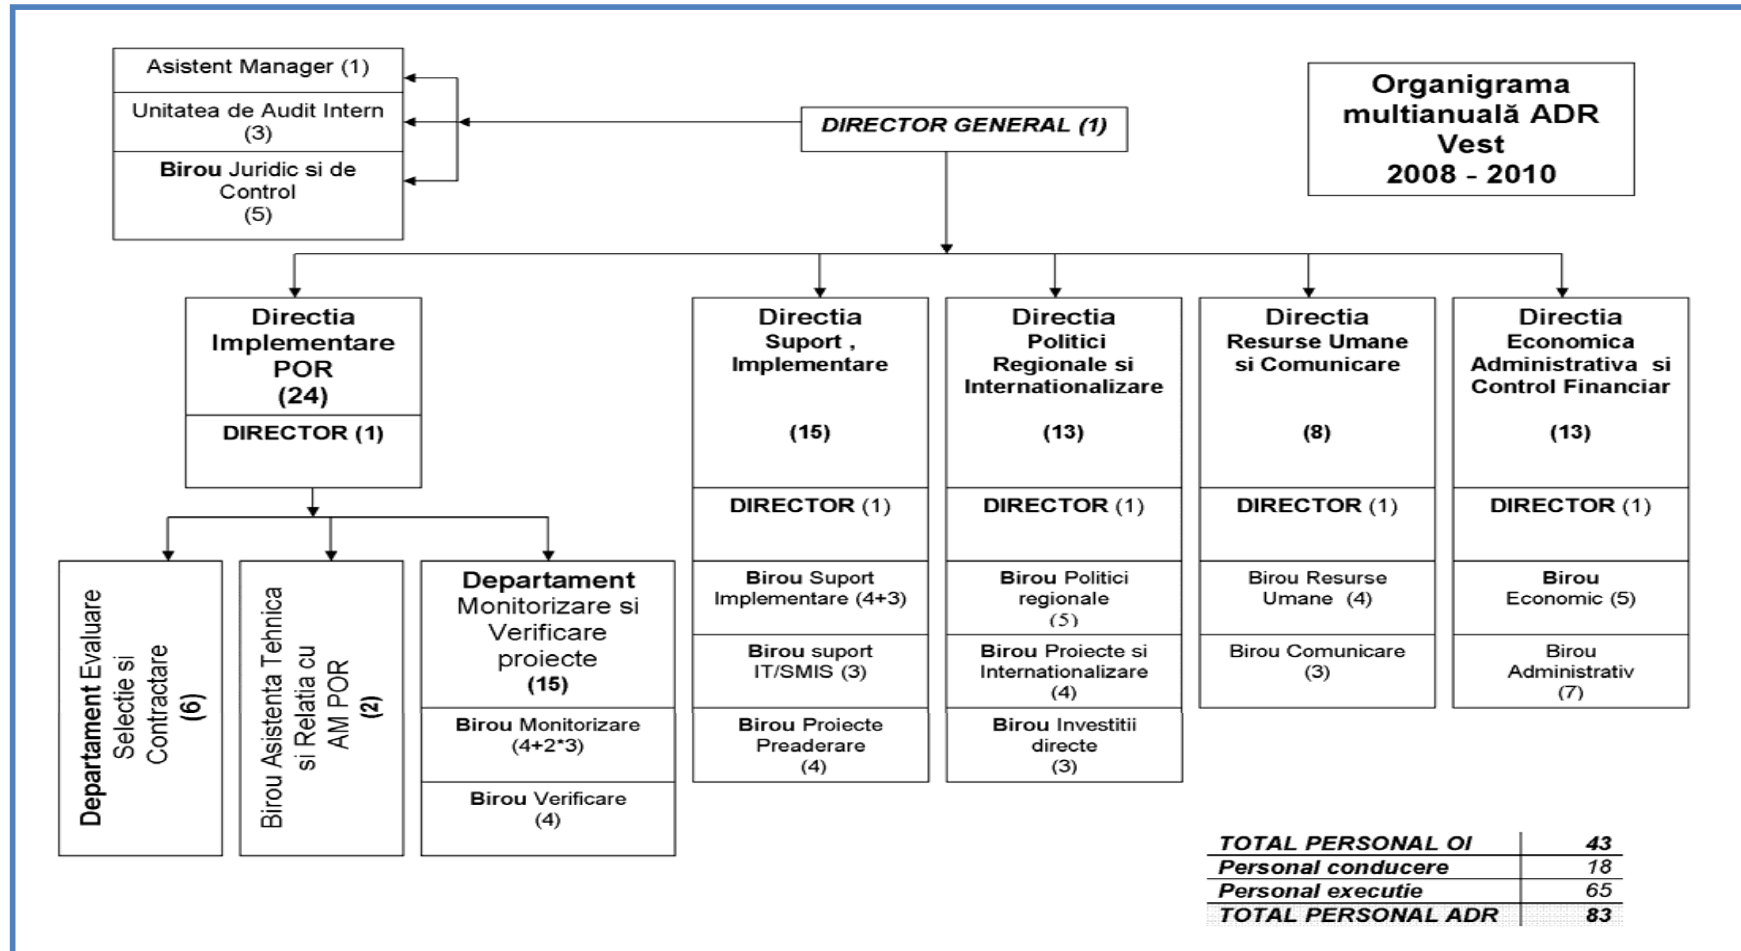 Asistent Manager (1)
Unitatea de Audit Intern
(3)
Birou Juridic si de
Control
(5)
DIRECTOR GENERAL (1)
Organigrama
multianuală ADR
Vest
2008 - 2010
Directia
Implementare
POR
(24)
DIRECTOR (1)
Directia
Suport ,
Implementare
(15)
DIRECTOR (1)
Birou Suport
Implementare (4+3)
Birou suport
IT/SMIS (3)
Birou Proiecte
Preaderare
(4)
Directia
Politici
Regionale si
Internationalizare
(13)
DIRECTOR (1)
Birou Politici
regionale
(5)
Birou Proiecte si
Internationalizare
(4)
Birou Investitii
directe
(3)
Directia
Resurse Umane
si Comunicare
(8)
DIRECTOR (1)
Birou Resurse
Umane (4)
Birou Comunicare
(3)
Directia
Economica
Administrativa si
Control Financiar
(13)
DIRECTOR (1)
Birou
Economic (5)
Birou
Administrativ
(7)
Departament Evaluare
Selectie si
Contractare
(6)
Birou Asistenta Tehnica
si Relatia cu
AM POR
(2)
Departament
Monitorizare si
Verificare
proiecte
(15)
Birou Monitorizare
(4+2*3)
Birou Verificare
(4)
TOTAL PERSONAL OI 43
Personal conducere 18
Personal executie 65
TOTAL PERSONAL ADR 83